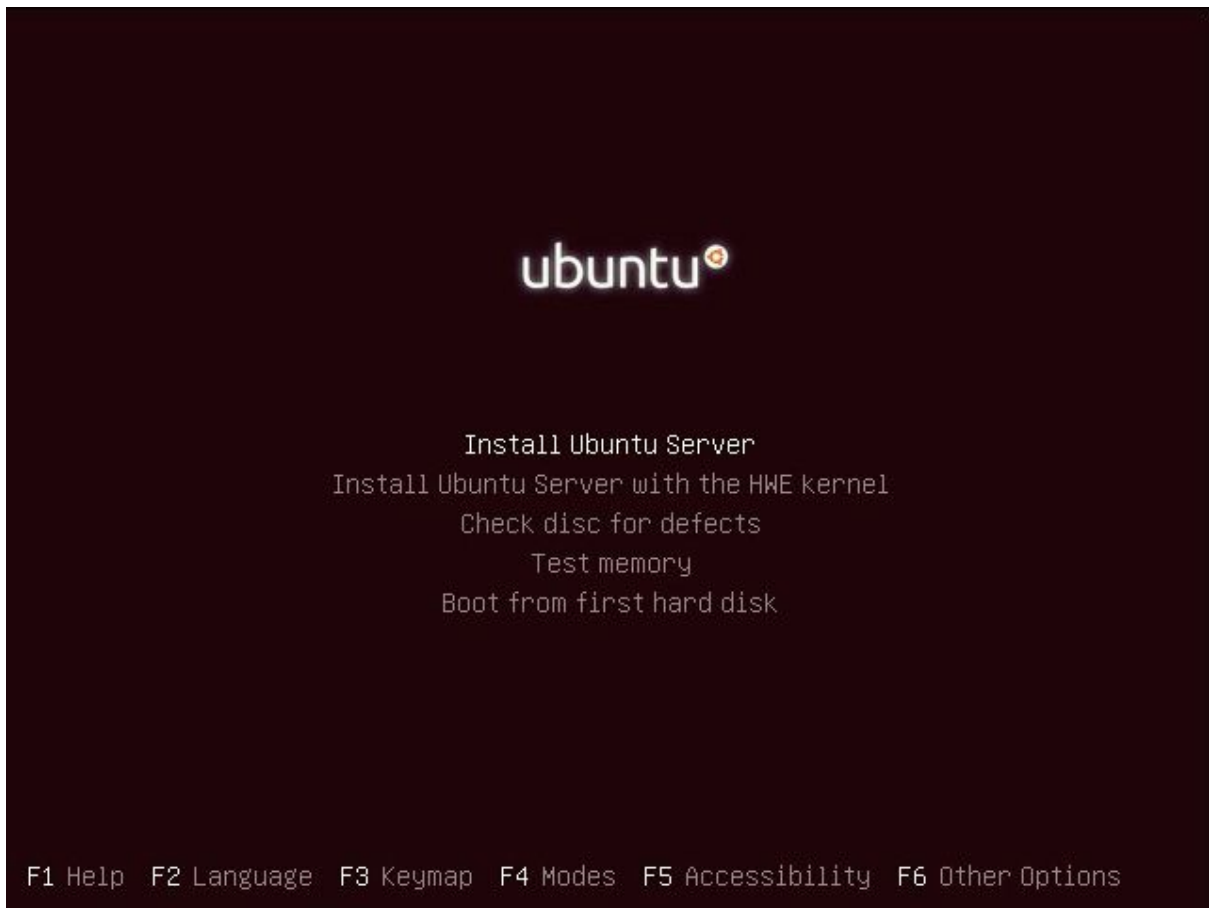 ubuntu
Install Ubuntu Server
Install Ubuntu Server with the HWE kernel
Check disc for defects
Test memory
Boot from first hard disk
F1 Help F2 Language F3 Keymap F4 Modes F5 Accessibility F6 Other Options